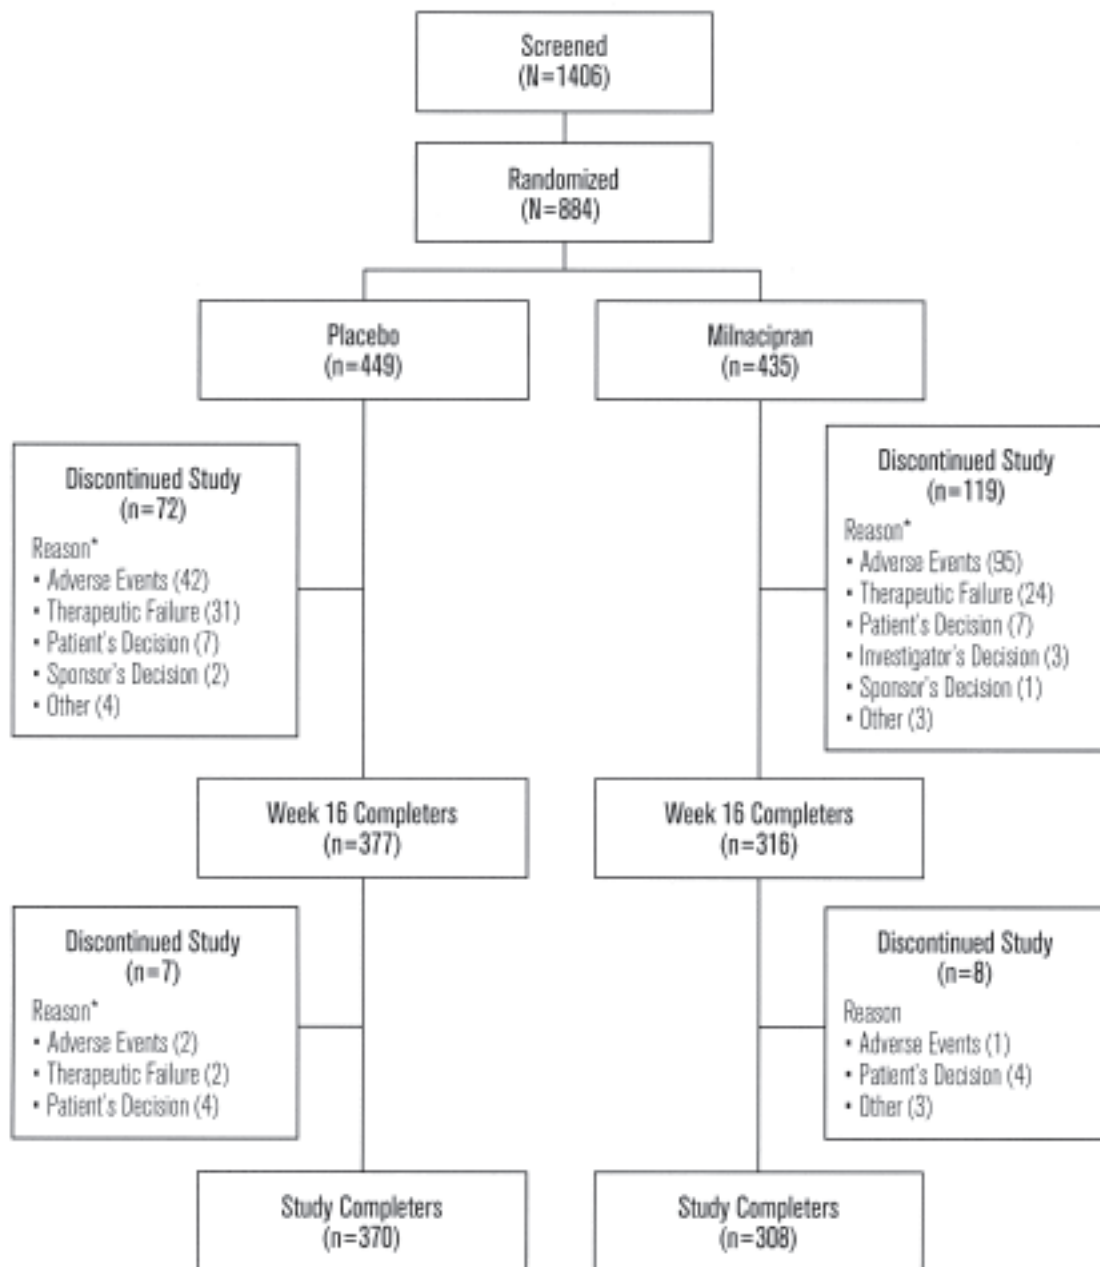 Screened
(N=1406)
Randomized
(N=884)
Placebo
(n=449)
Milnacipran
(n=435)
Discontinued Study
(n=72)
Reason*
• Adverse Events (42)
• Therapeutic Failure (31)
• Patient's Decision (7)
• Sponsor's Decision (2)
• Other (4)
Discontinued Study
(n=119)
Reason*
• Adverse Events (95)
• Therapeutic Failure (24)
• Patient's Decision (7)
• Investigator's Decision (3)
• Sponsor's Decision (1)
• Other (3)
Week 16 Completers
(n=377)
Week 16 Completers
(n=316)
Discontinued Study
(n=7)
Reason*
• Adverse Events (2)
• Therapeutic Failure (2)
• Patient's Decision (4)
Discontinued Study
(n=8)
Reason
• Adverse Events (1)
• Patient's Decision (4)
• Other (3)
Study Completers
(n=370)
Study Completers
(n=308)